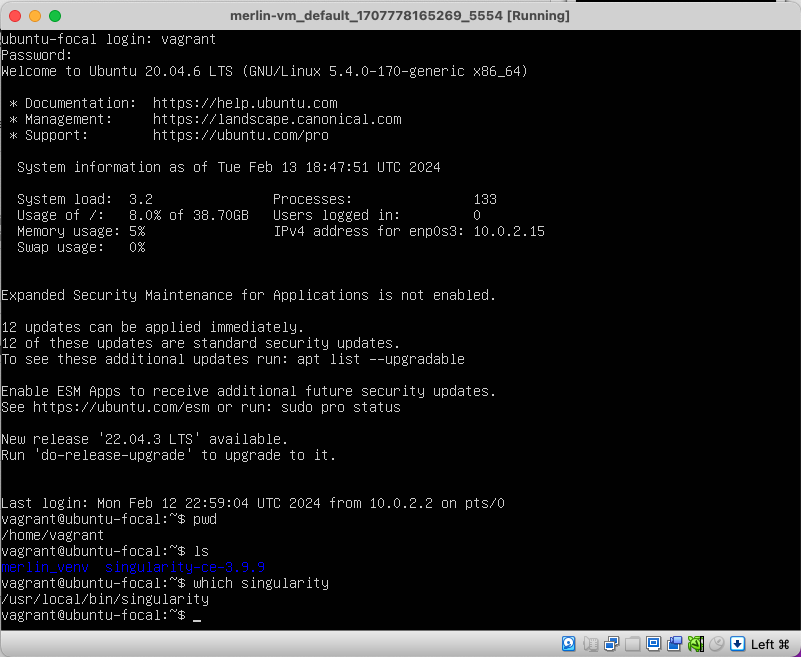 merlin-vm_default_1707778165269_5554 [Running]
ubuntu-focal login: vagrant
Password:
Welcome to Ubuntu 20.04.6 LTS (GNU/Linux 5.4.0-170-generic x86_64)
* Documentation: https://help.ubuntu.com
* Management: https://landscape.canonical.com
* Support: https://ubuntu.com/pro
System information as of Tue Feb 13 18:47:51 UTC 2024
System load: 3.2 Processes: 133
Usage of /: 8.0% of 38.70GB Users logged in: 0
Memory usage: 5% IPv4 address for enp0s3: 10.0.2.15
Swap usage: 0%
Expanded Security Maintenance for Applications is not enabled.
12 updates can be applied immediately.
12 of these updates are standard security updates.
To see these additional updates run: apt list --upgradable
Enable ESM Apps to receive additional future security updates.
See https://ubuntu.com/esm or run: sudo pro status
New release '22.04.3 LTS' available.
Run 'do-release-upgrade' to upgrade to it.
Last login: Mon Feb 12 22:59:04 UTC 2024 from 10.0.2.2 on pts/0
vagrant@ubuntu-focal:~$ pwd
/home/vagrant
vagrant@ubuntu-focal:~$ ls
merlin_venv singularity-ce-3.9.9
vagrant@ubuntu-focal:~$ which singularity
/usr/local/bin/singularity
vagrant@ubuntu-focal:~$ _
Left ⌘